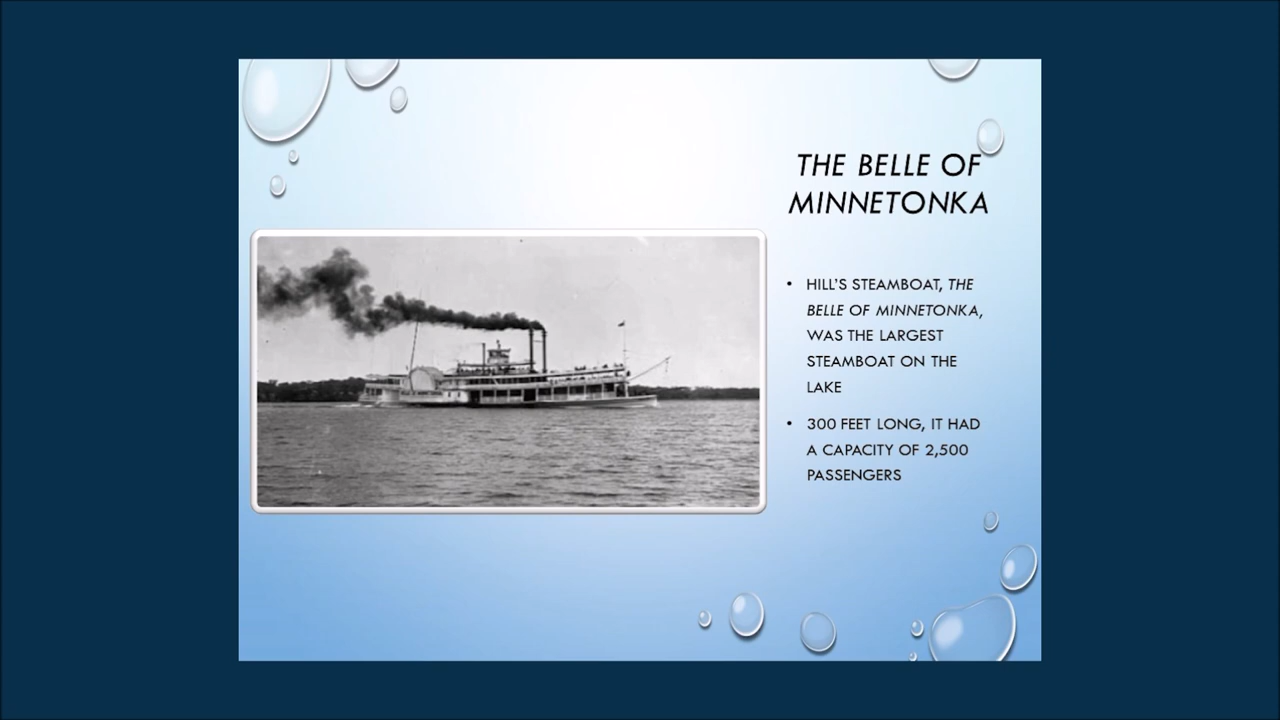 THE BELLE OF
MINNETONKA
• HILL'S STEAMBOAT, THE
BELLE OF MINNETONKA,
WAS THE LARGEST
STEAMBOAT ON THE
LAKE
• 300 FEET LONG, IT HAD
A CAPACITY OF 2,500
PASSENGERS